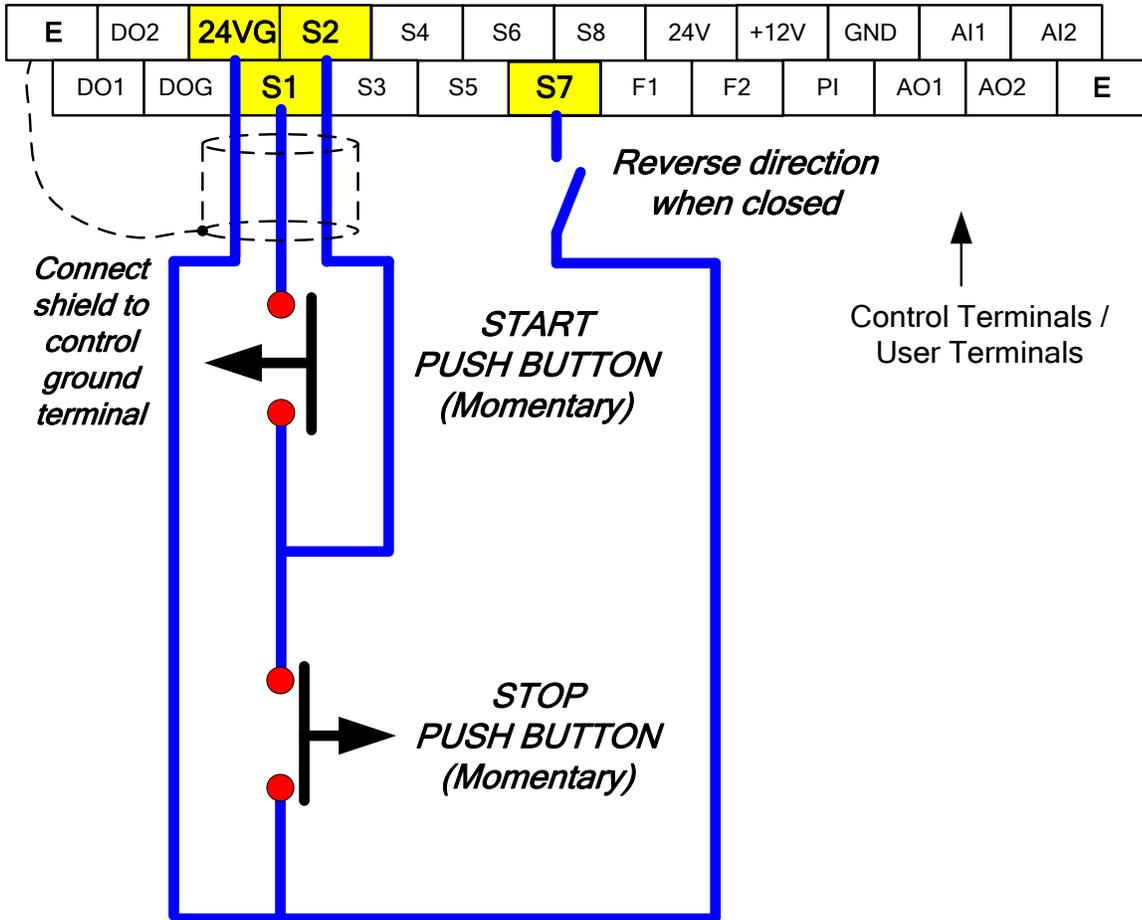 E DO2 24VG S2 S4 S6 S8 24V +12V GND AI1 AI2
DO1 DOG S1 S3 S5 S7 F1 F2 PI AO1 AO2 E
Reverse direction
when closed
Connect
shield to
control
ground
terminal
START
PUSH BUTTON
(Momentary)
Control Terminals /
User Terminals
STOP
PUSH BUTTON
(Momentary)